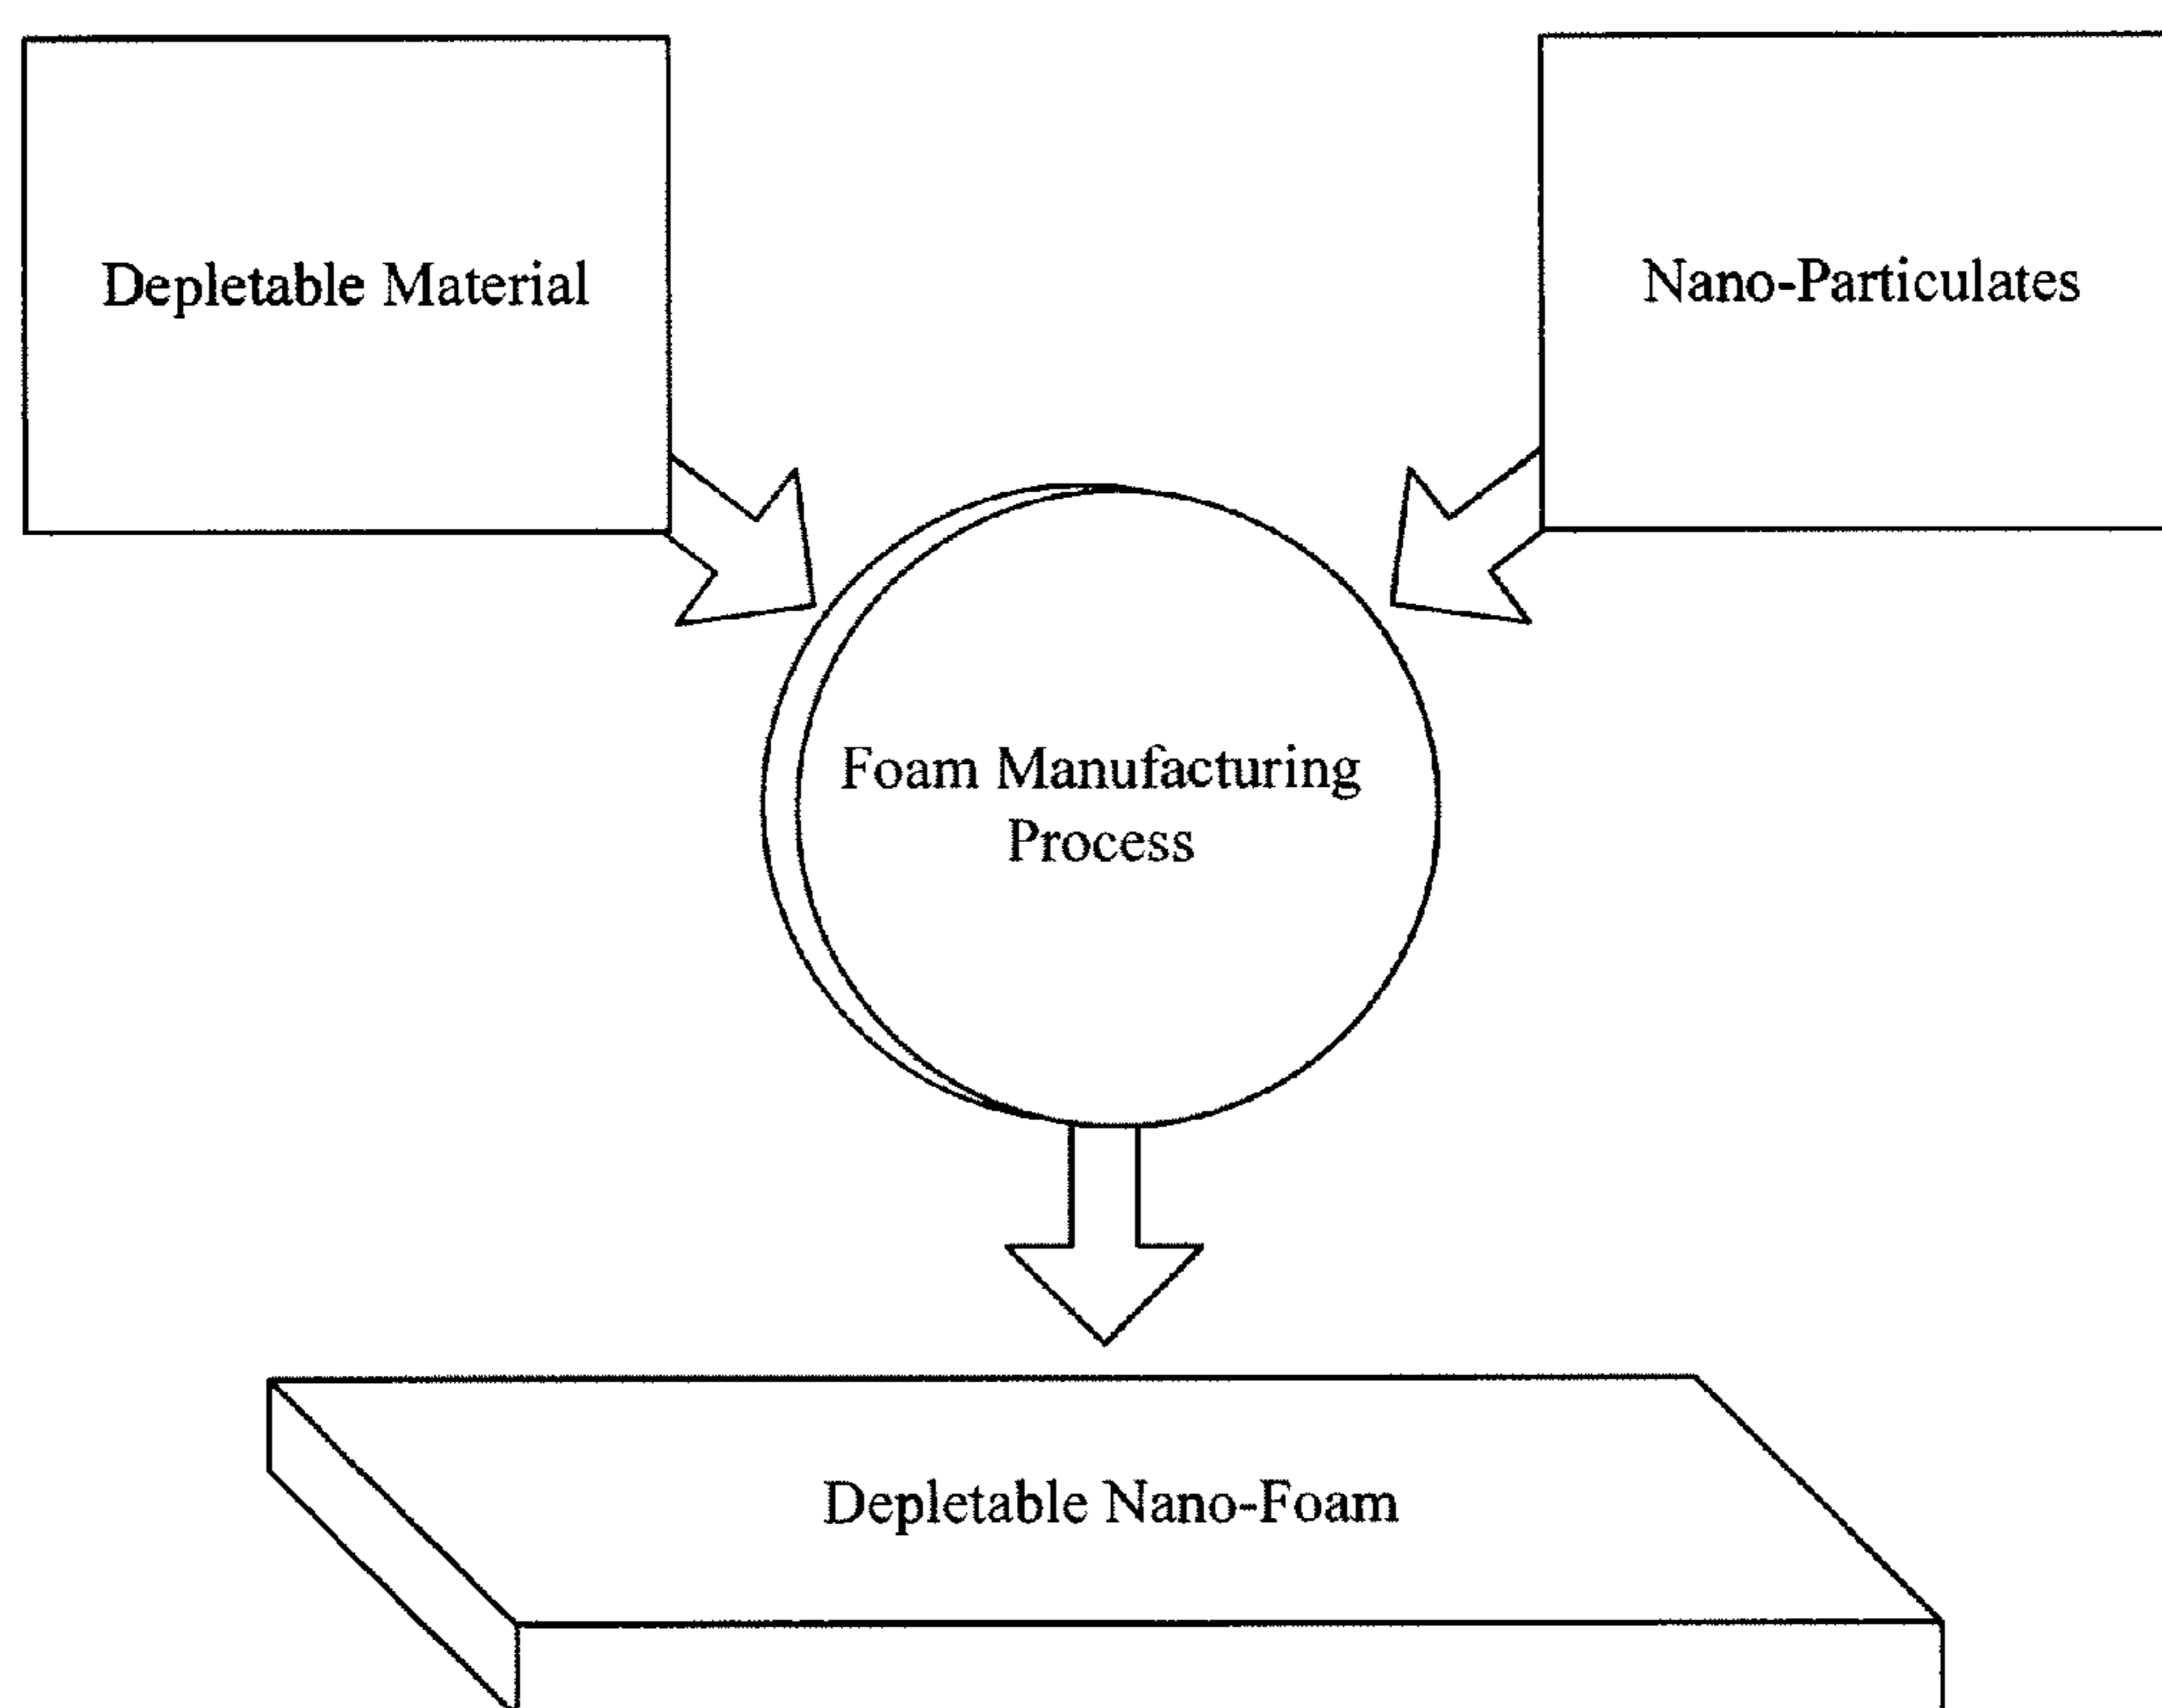 Depletable Material
Nano-Particulates
Foam Manufacturing
Process
Depletable Nano-Foam